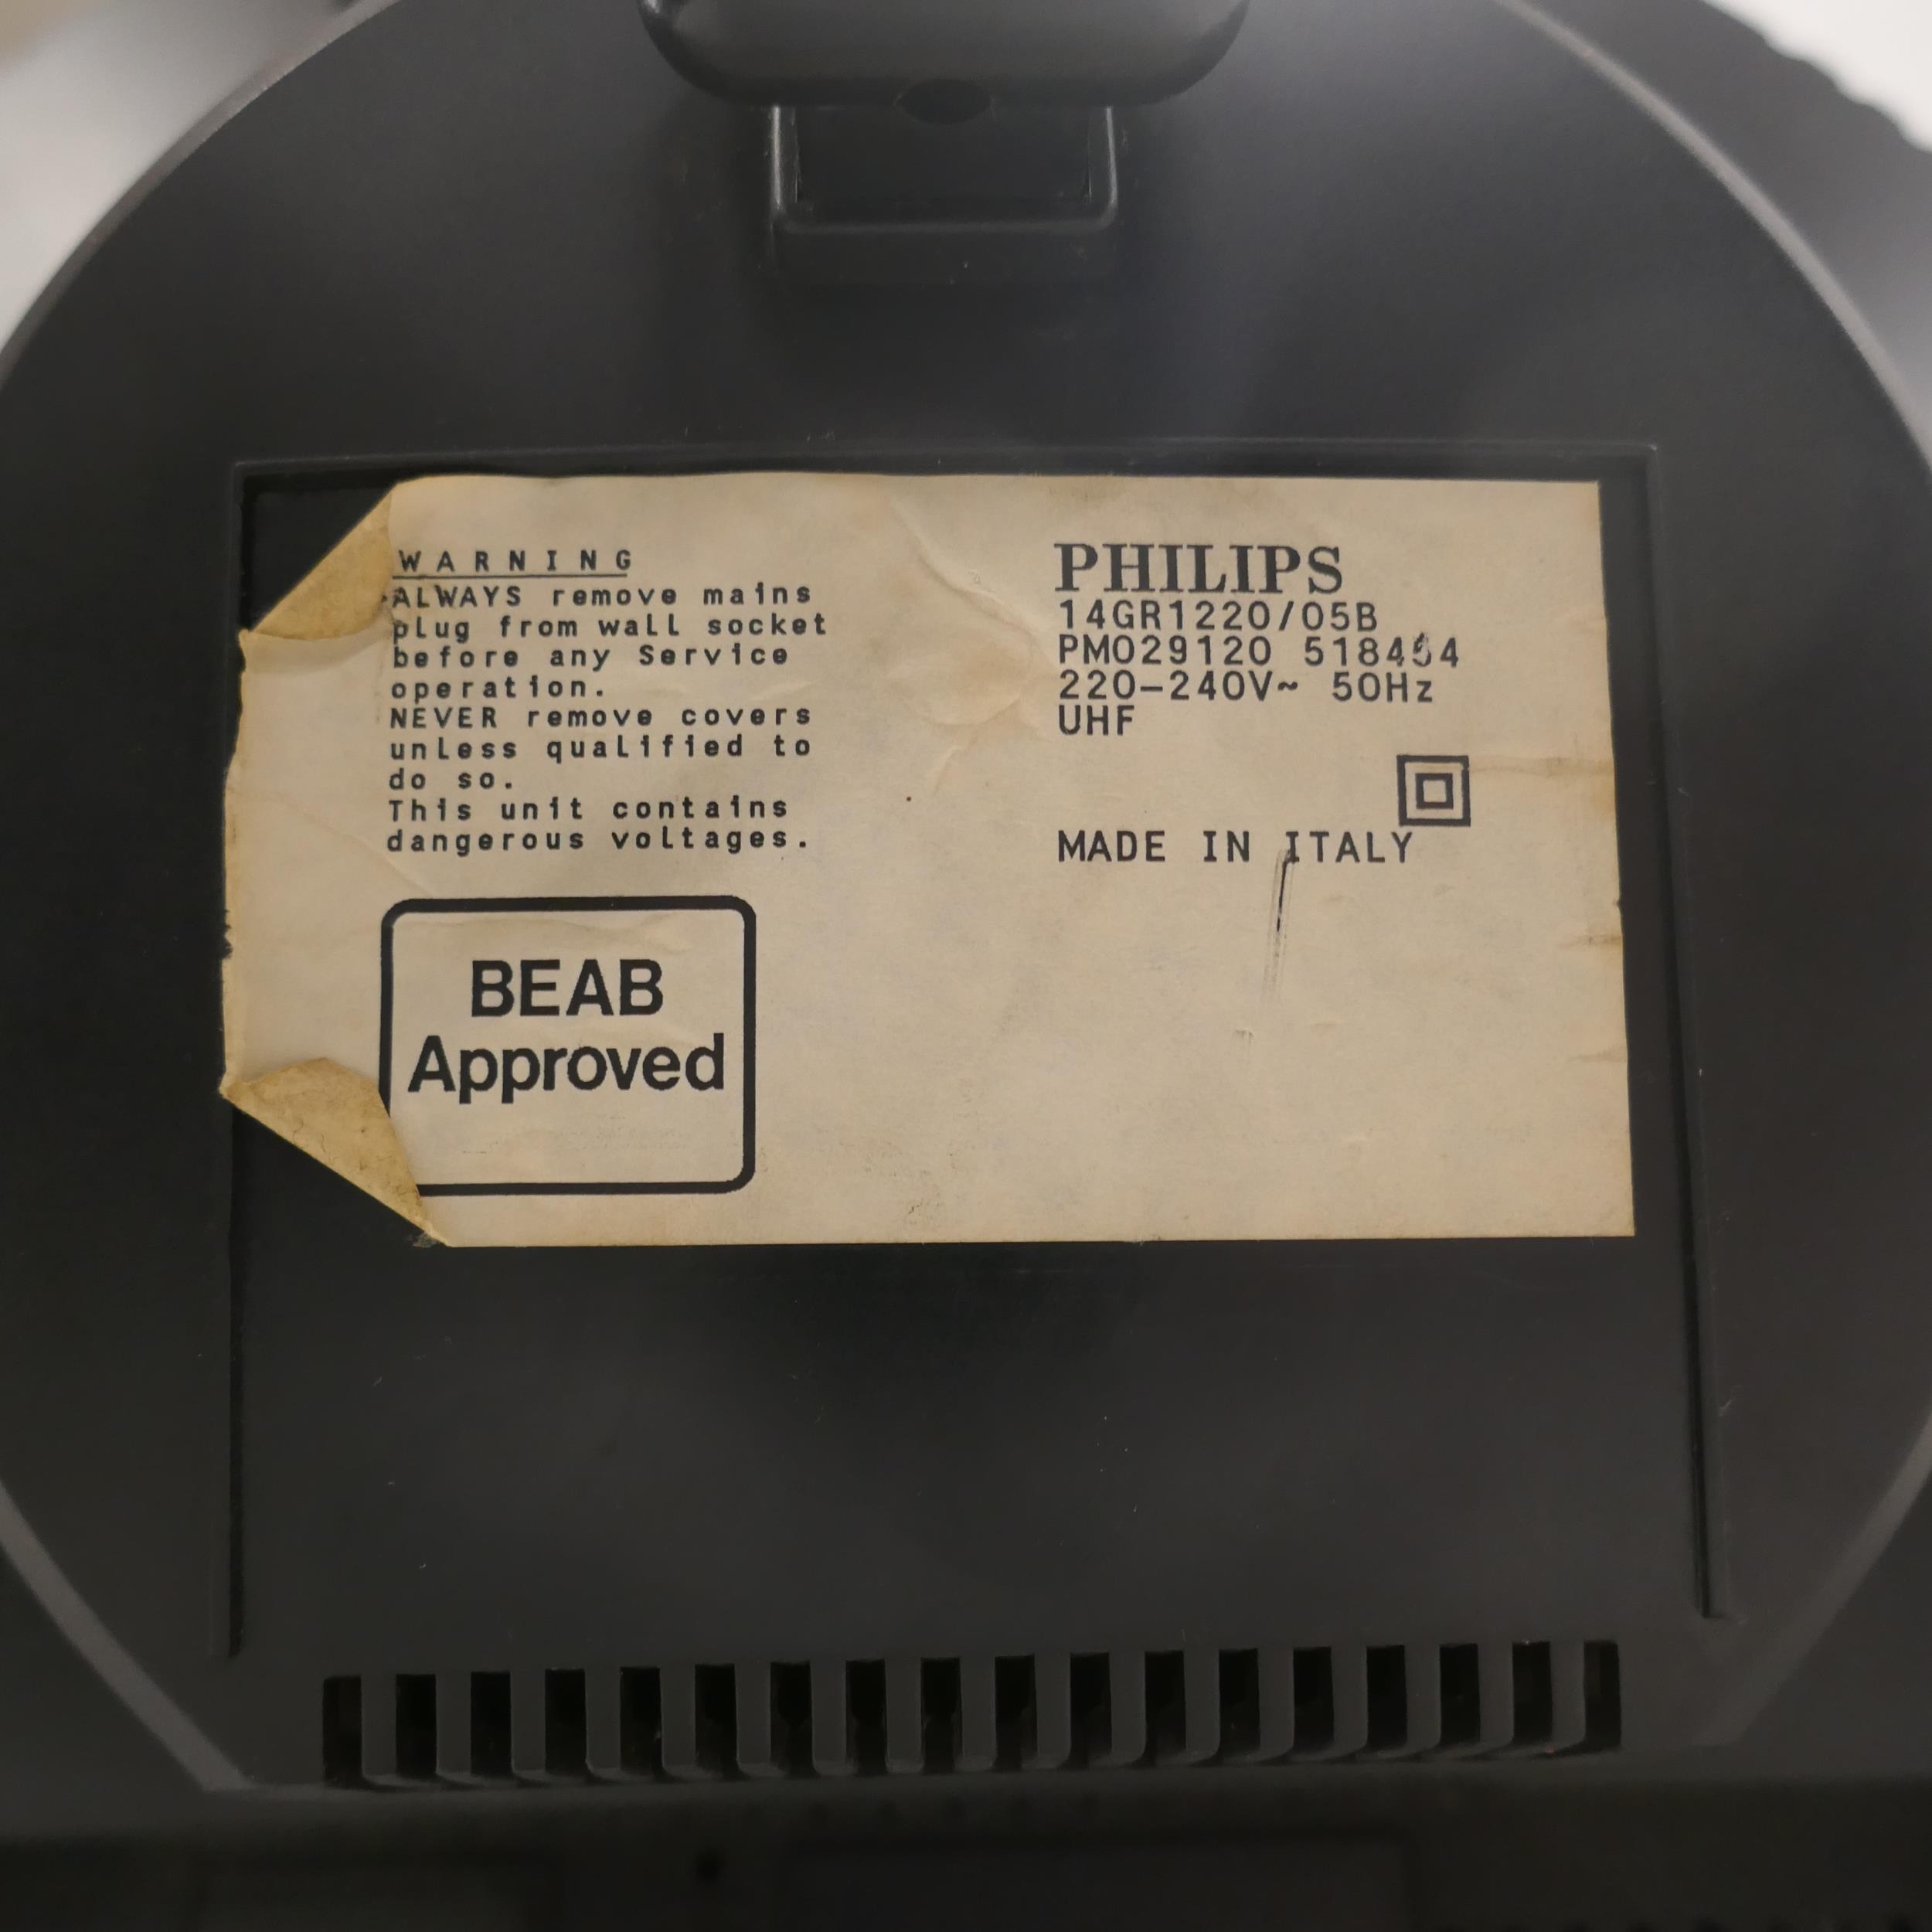 WARNING
ALWAYS remove mains
plug from wall socket
before any Service
operation.
NEVER remove covers
unless qualified to
do so.
This unit contains
dangerous voltages.
BEAB
Approved
PHILIPS
14GR1220/05B
PM029120
220-240V~ 50Hz
UHF
MADE IN ITALY